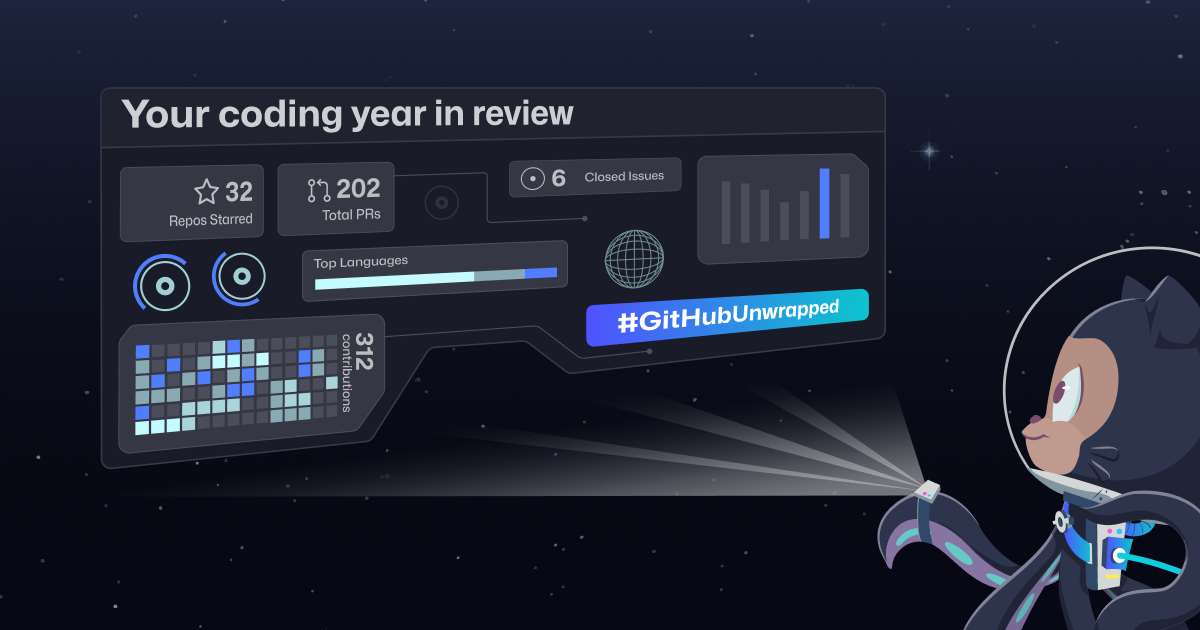 Your coding year in review
32
Repos Starred
202
Total PRs
6 Closed Issues
Top Languages
#GitHubUnwrapped
312
contributions